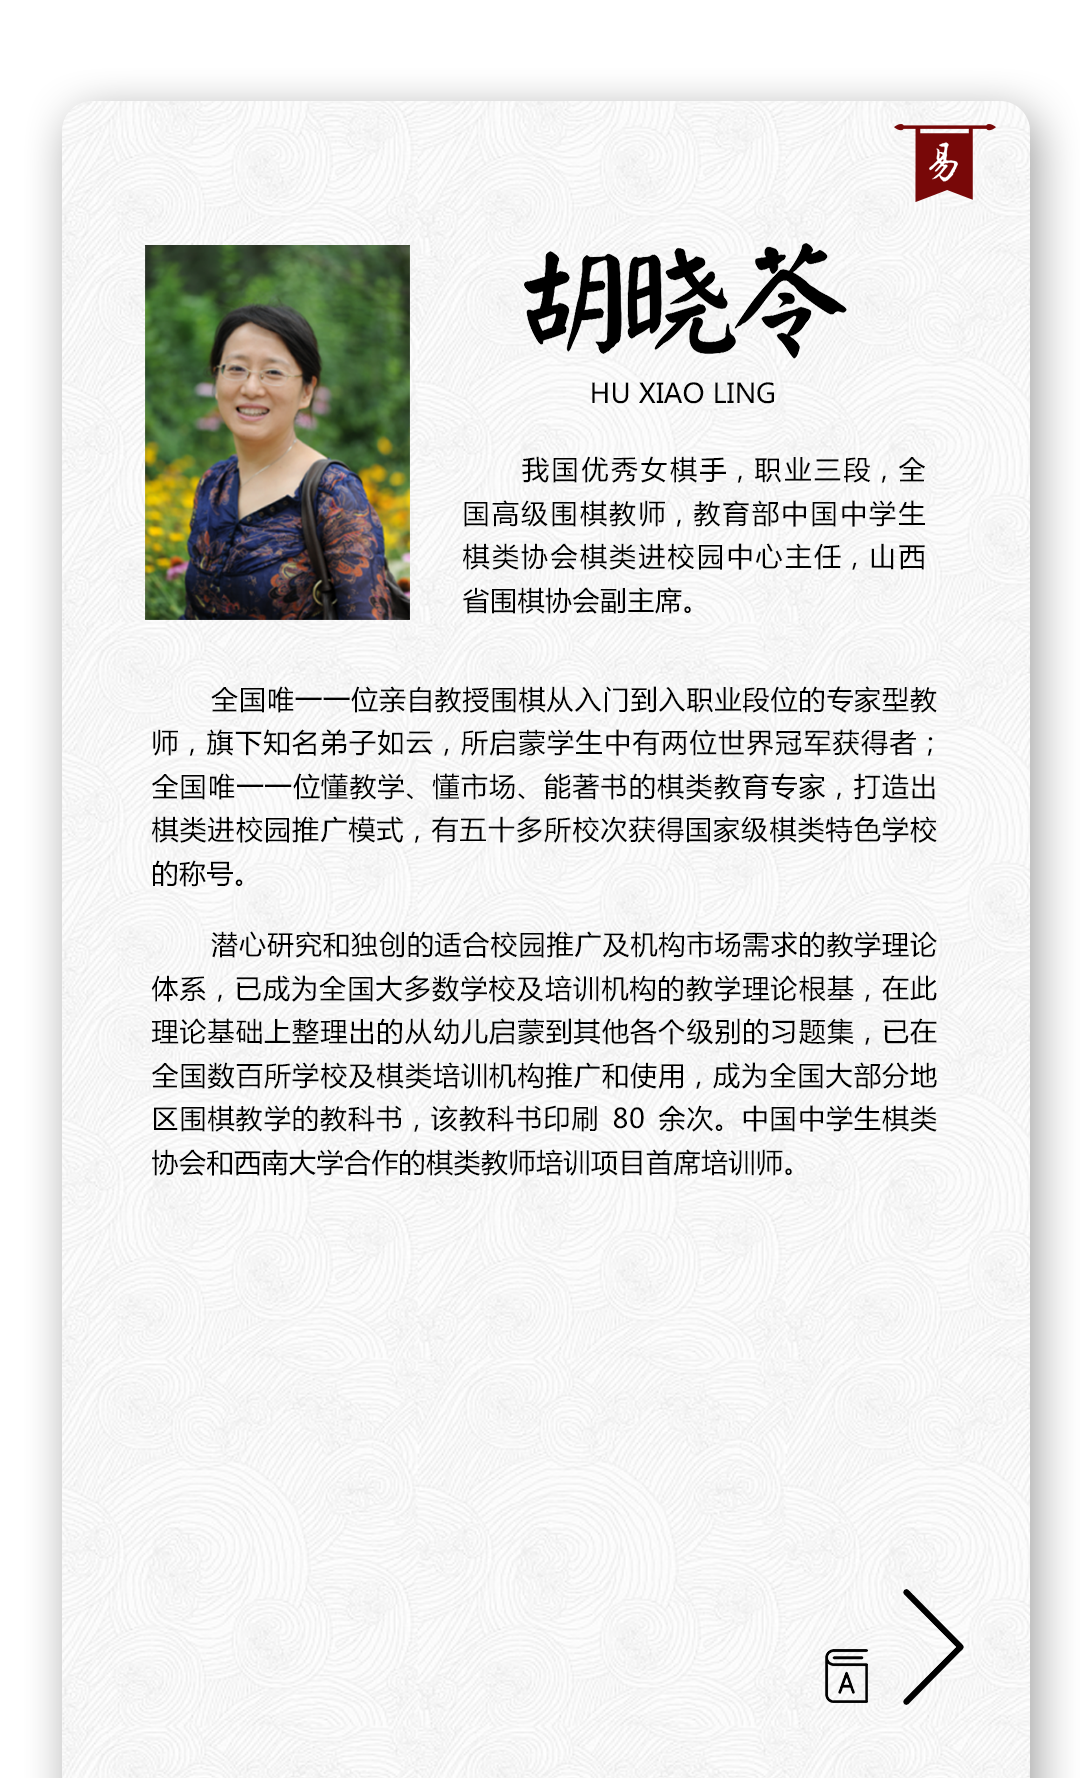 易
胡晓苓
HU XIAO LING
我国优秀女棋手，职业三段，全
国高级围棋教师，教育部中国中学生
棋类协会棋类进校园中心主任，山西
省围棋协会副主席。
全国唯一一位亲自教授围棋从入门到入职业段位的专家型教
师，旗下知名弟子如云，所启蒙学生中有两位世界冠军获得者；
全国唯一一位懂教学、懂市场、能著书的棋类教育专家，打造出
棋类进校园推广模式，有五十多所校次获得国家级棋类特色学校
的称号。
潜心研究和独创的适合校园推广及机构市场需求的教学理论
体系，已成为全国大多数学校及培训机构的教学理论根基，在此
理论基础上整理出的从幼儿启蒙到其他各个级别的习题集，已在
全国数百所学校及棋类培训机构推广和使用，成为全国大部分地
区围棋教学的教科书，该教科书印刷 80 余次。中国中学生棋类
协会和西南大学合作的棋类教师培训项目首席培训师。
A